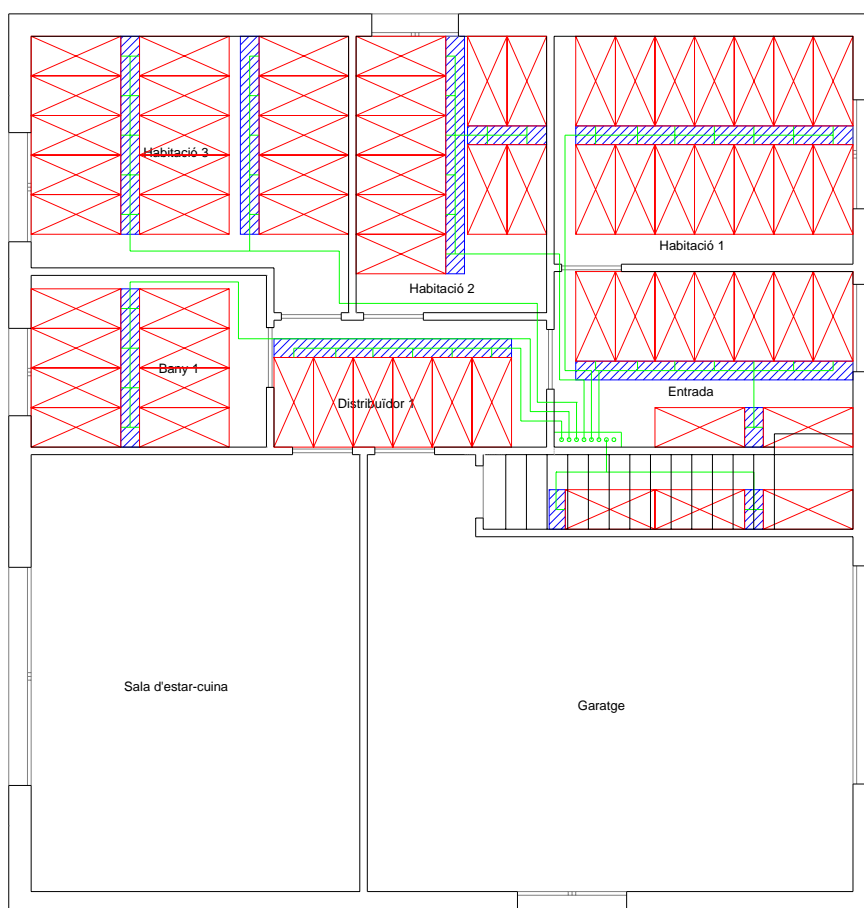 Habitació 3
Habitació 1
Habitació 2
Bany 1
Entrada
Distribuïdor 1
Sala d'estar-cuina
Garatge